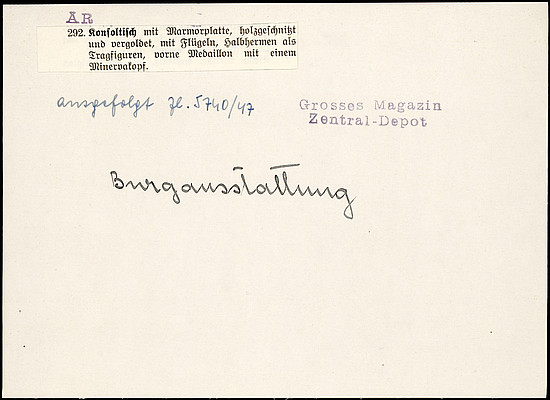 AR
292. Konsoltisch mit Marmorplatte, holzgeschnitzt
und vergoldet, mit Flügeln, Halbhermen als
Tragfiguren, vorne Medaillon mit einem
Minervakopf.
ausgefolgt Zl. 5740/47
Grosses Magazin
Zentral-Depot
Burgausstattung